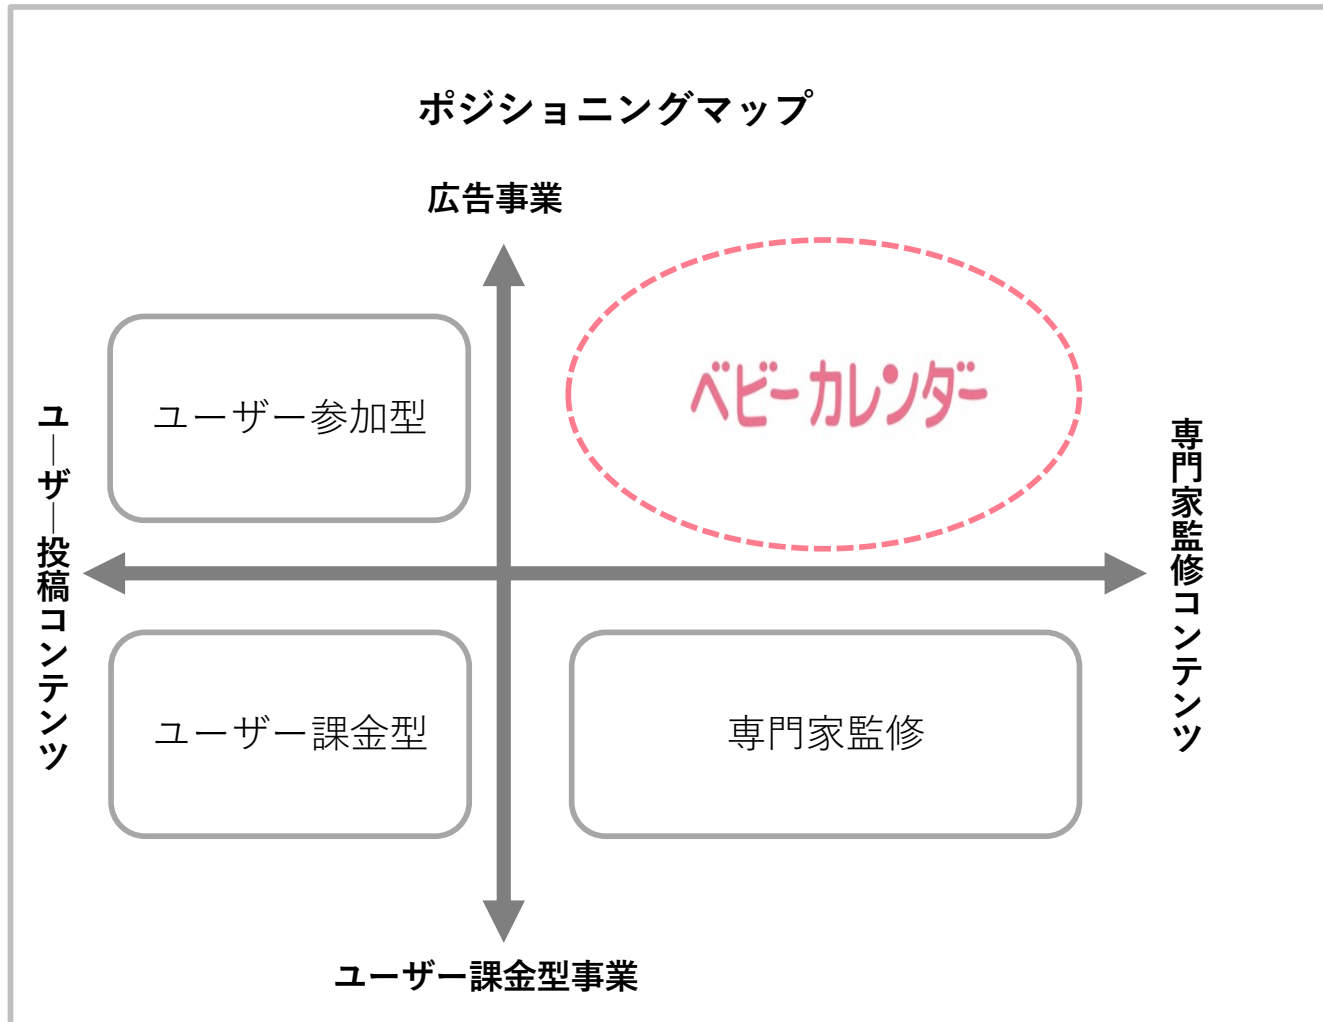 ポジショニングマップ
広告事業
ベビーカレンダー
ユーザー参加型
ユーザー投稿コンテンツ
専門家監修コンテンツ
ユーザー課金型
専門家監修
ユーザー課金型事業